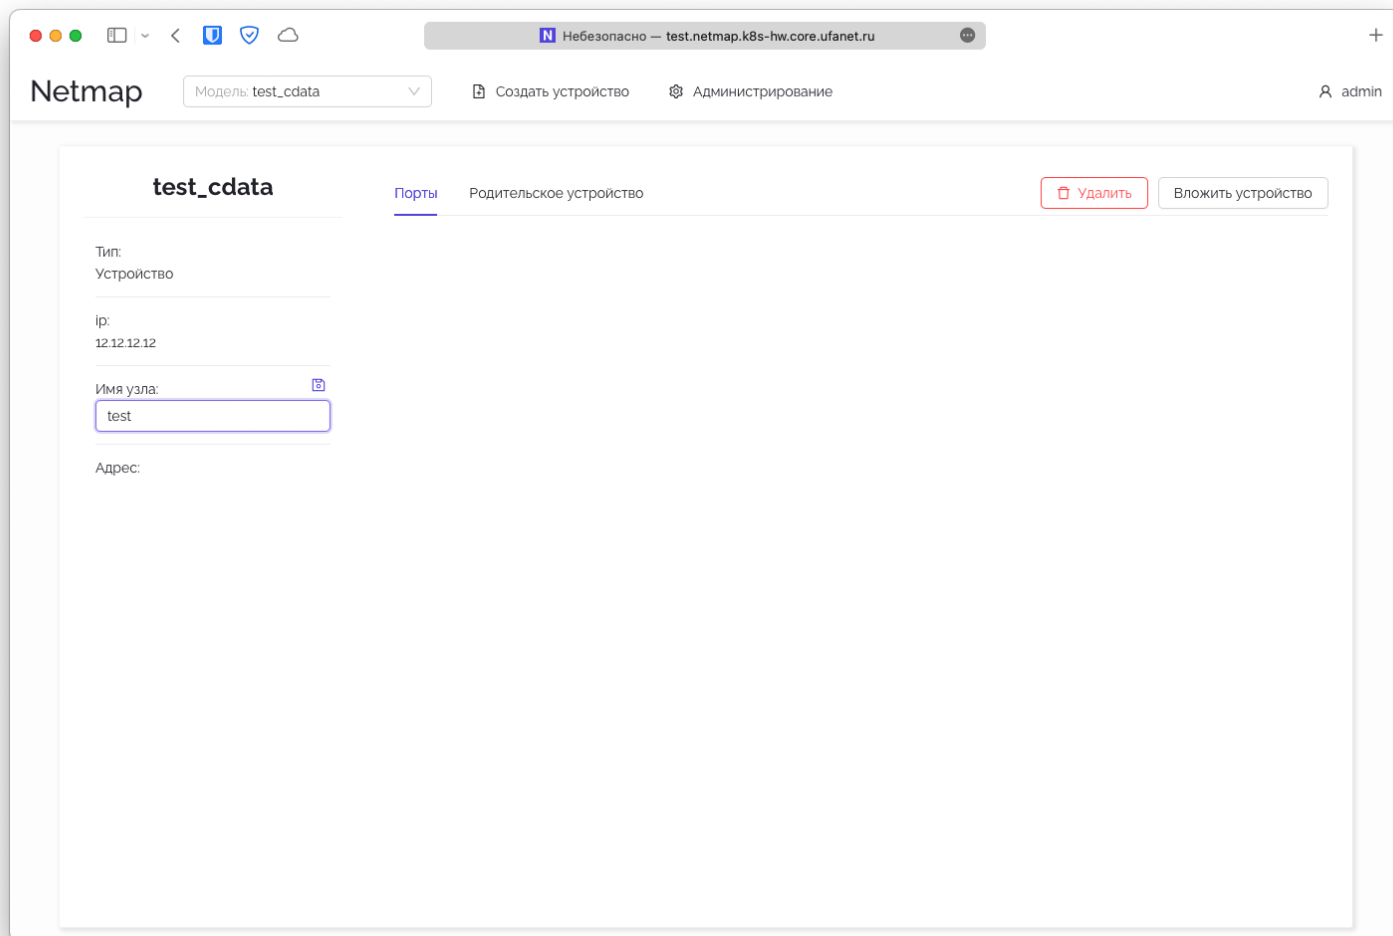 N Небезопасно — test.netmap.k8s-hw.core.ufanet.ru
Netmap
Модель: test_cdata
Создать устройство
Администрирование
admin
test_cdata
Порты
Родительское устройство
Удалить
Вложить устройство
Тип:
Устройство
ip:
12.12.12.12
Имя узла:
test
Адрес: